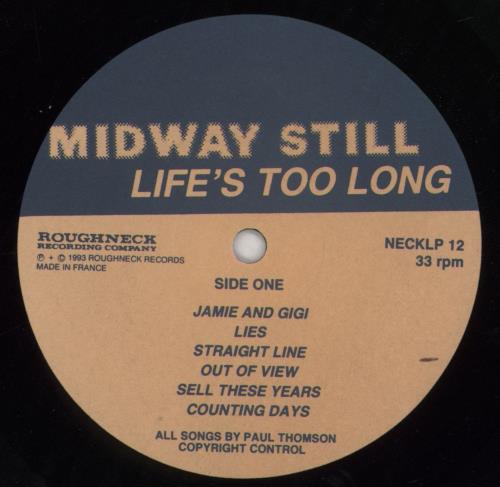 MIDWAY STILL
LIFE'S TOO LONG
ROUGHNECK
RECORDING COMPANY
℗ + © 1993 ROUGHNECK RECORDS
MADE IN FRANCE
NECKLP 12
33 rpm
SIDE ONE
JAMIE AND GIGI
LIES
STRAIGHT LINE
OUT OF VIEW
SELL THESE YEARS
COUNTING DAYS
ALL SONGS BY PAUL THOMSON
COPYRIGHT CONTROL